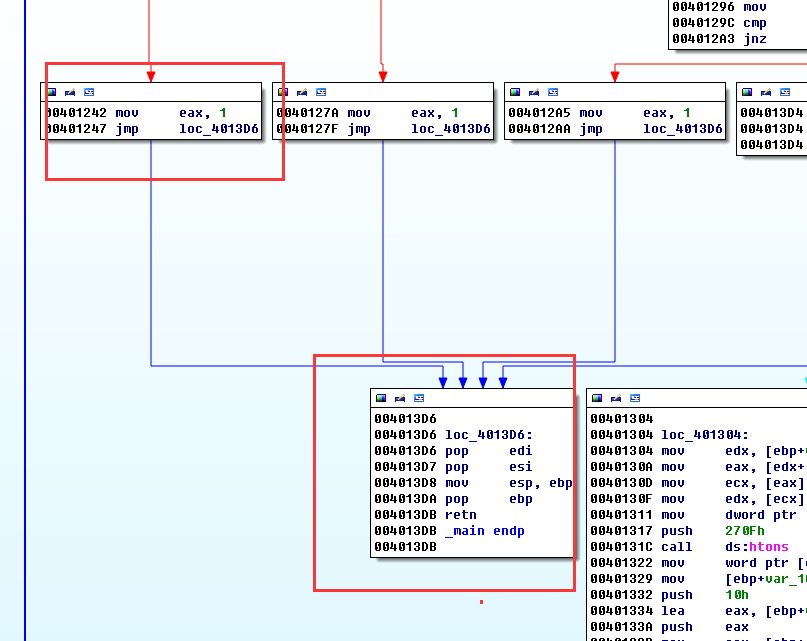 00401296 mov
0040129C cmp
004012A3 jnz
00401242 mov eax, 1
00401247 jmp loc_4013D6
0040127A mov eax, 1
0040127F jmp loc_4013D6
004012A5 mov eax, 1
004012AA jmp loc_4013D6
004013D4
004013D4
004013D4
004013D6
004013D6 loc_4013D6:
004013D6 pop edi
004013D7 pop esi
004013D8 mov esp, ebp
004013DA pop ebp
004013DB retn
004013DB _main endp
004013DB
00401304
00401304 loc_401304:
00401304 mov edx, [ebp+
0040130A mov eax, [edx+
0040130D mov ecx, [eax]
0040130F mov edx, [ecx]
00401311 mov dword ptr
00401317 push 270Fh
0040131C call ds:htons
00401322 mov word ptr [
00401329 mov [ebp+var_1
00401332 push 10h
00401334 lea eax, [ebp+
0040133A push eax